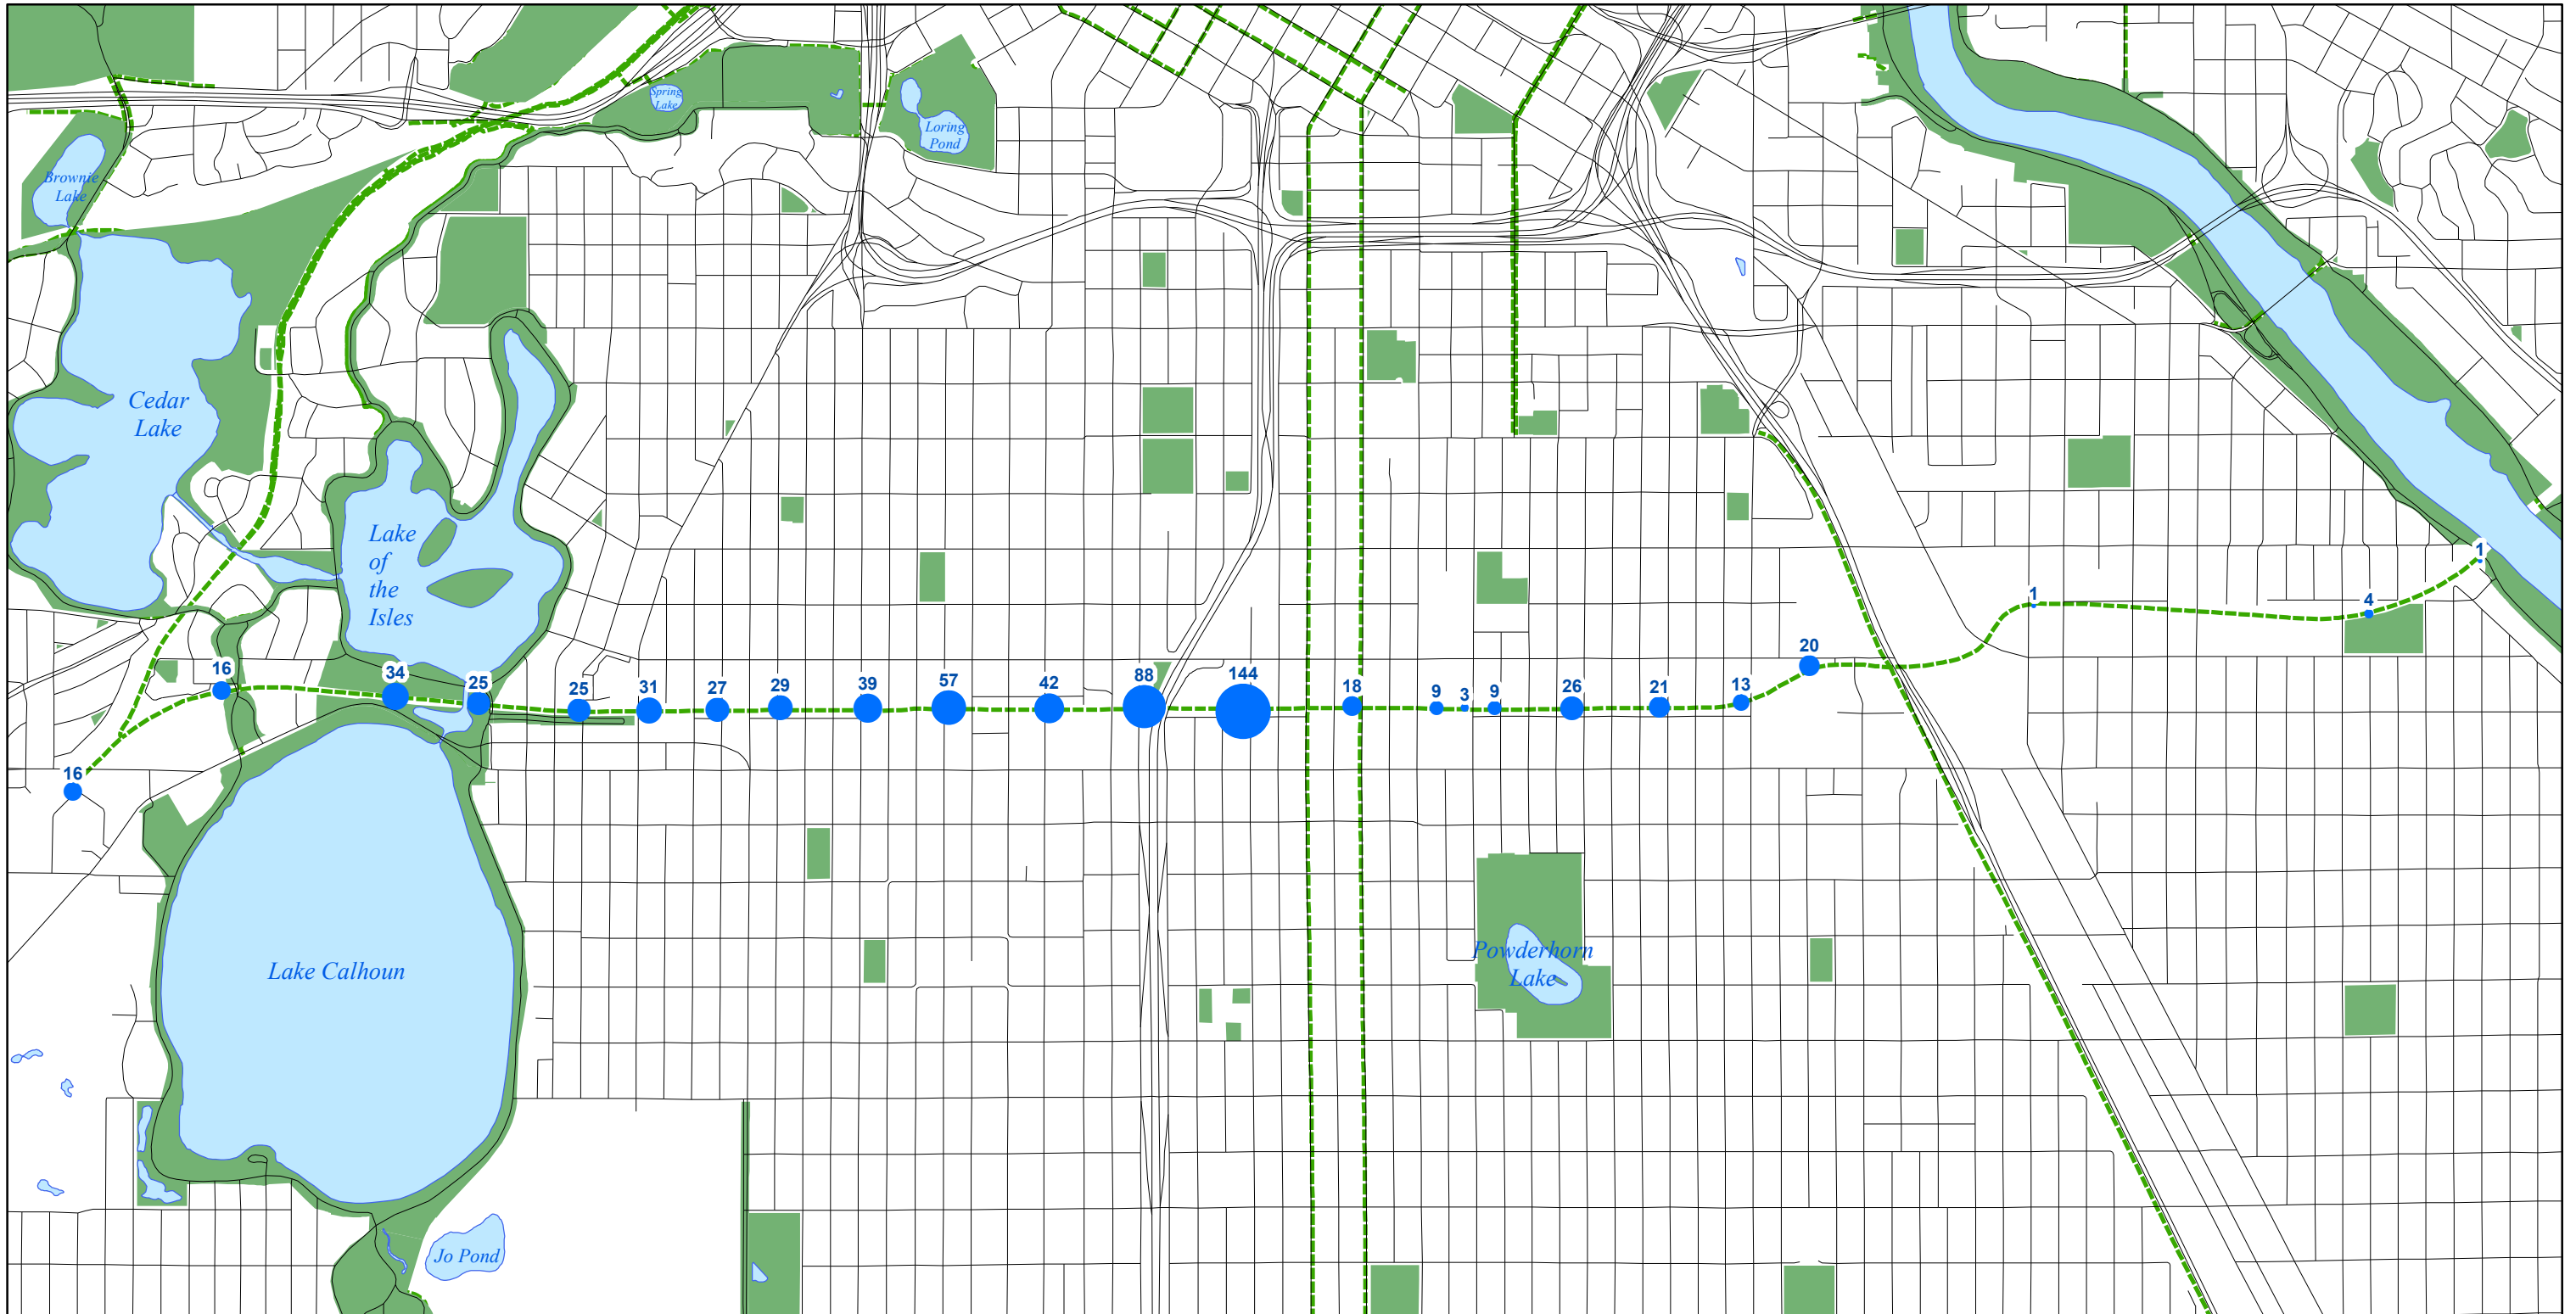 Spring
Lake
Loring
Pond
Brownie
Lake
Cedar
Lake
Lake
of
the
Isles
1
1
4
20
16
34
25
25
31
27
29
39
57
42
88
144
18
9
3
9
26
21
13
16
Powderhorn
Lake
Lake Calhoun
Jo Pond